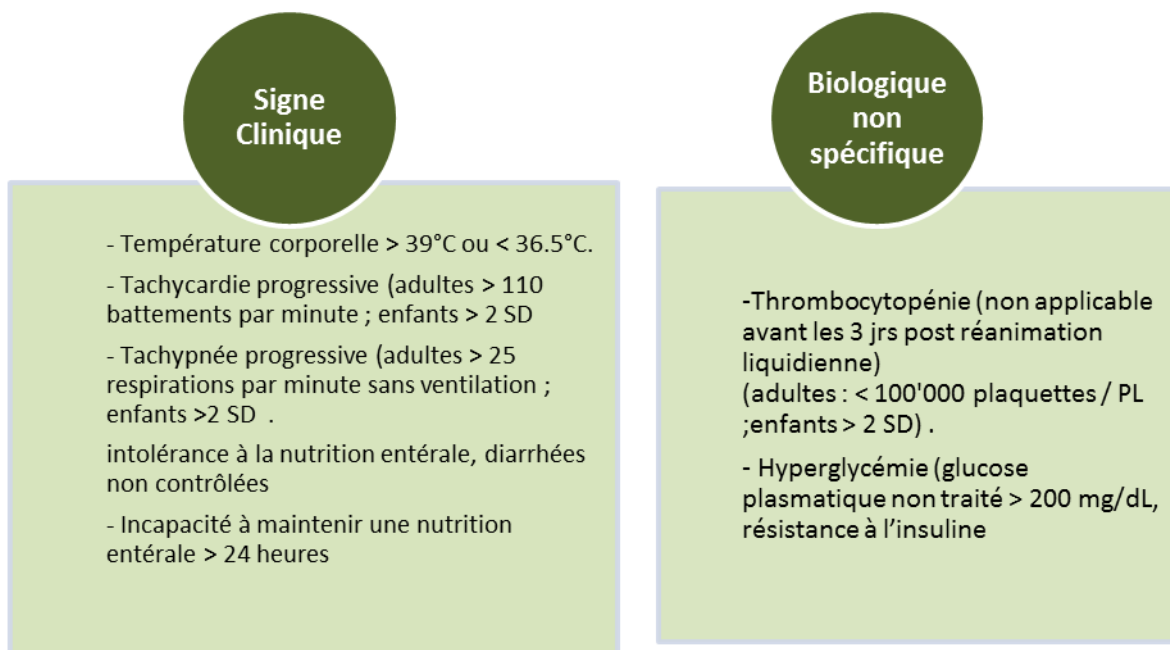 Signe
Clinique
- Température corporelle > 39°C ou < 36.5°C.
- Tachycardie progressive (adultes > 110
battements par minute ; enfants > 2 SD
- Tachypnée progressive (adultes > 25
respirations par minute sans ventilation ;
enfants >2 SD  .
intolérance à la nutrition entérale, diarrhées
non contrôlées
- Incapacité à maintenir une nutrition
entérale > 24 heures
Biologique
non
spécifique
-Thrombocytopénie (non applicable
avant les 3 jrs post réanimation
liquidienne)
(adultes : < 100'000 plaquettes / PL
;enfants > 2 SD) .
- Hyperglycémie (glucose
plasmatique non traité > 200 mg/dL,
résistance à l’insuline